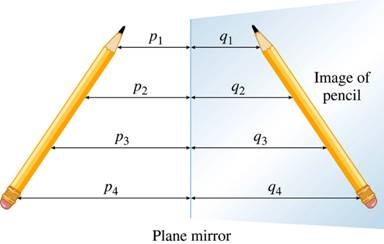 p1 q1
Image of
pencil
p2 q2
p3 q3
p4 q4
Plane mirror